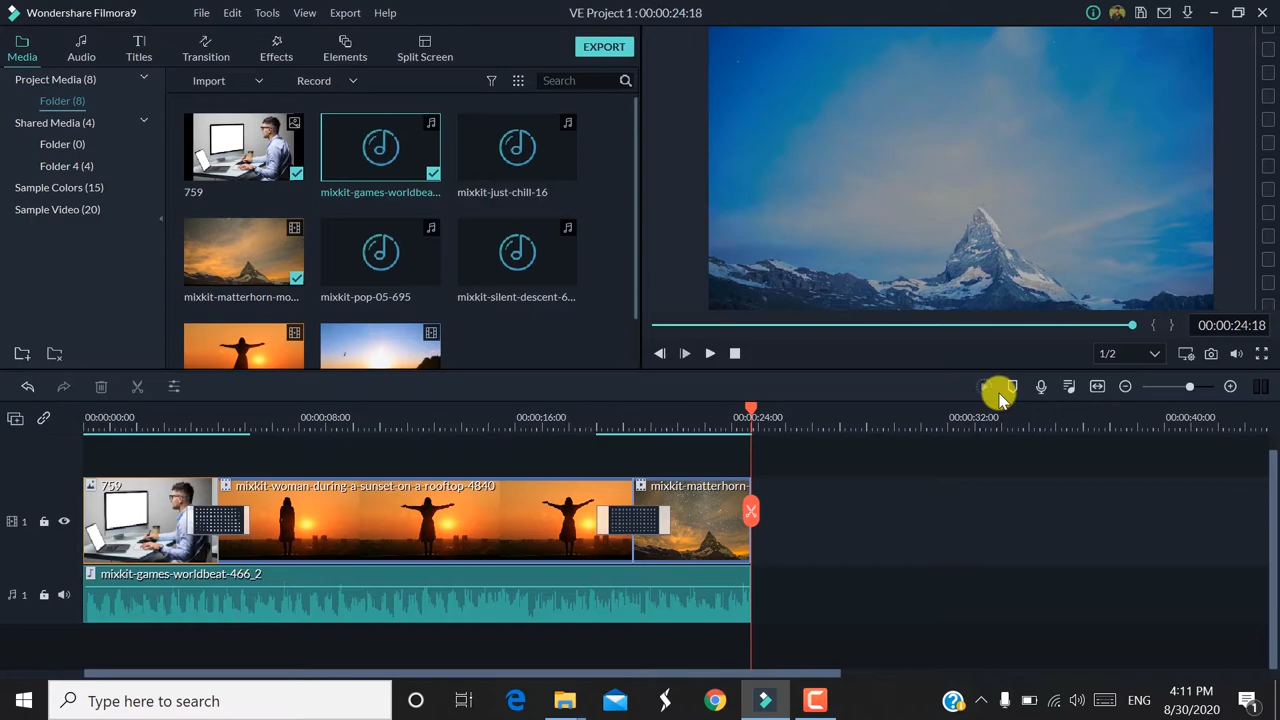 Wondershare Filmora9
File Edit Tools View Export Help
VE Project 1 : 00:00:24:18
Media Audio Titles Transition Effects Elements Split Screen
EXPORT
Project Media (8)
Folder (8)
Shared Media (4)
Folder (0)
Folder 4 (4)
Sample Colors (15)
Sample Video (20)
Import Record Search
759
mixkit-games-worldbea...
mixkit-just-chill-16
mixkit-matterhorn-mo...
mixkit-pop-05-695
mixkit-silent-descent-6...
00:00:24:18
1/2
00:00:00:00 00:00:08:00 00:00:16:00 00:00:24:00 00:00:32:00 00:00:40:00
759
mixkit-woman-during-a-sunset-on-a-rooftop-4840
mixkit-matterhorn-
1
mixkit-games-worldbeat-466_2
1
Type here to search
ENG
4:11 PM
8/30/2020
1